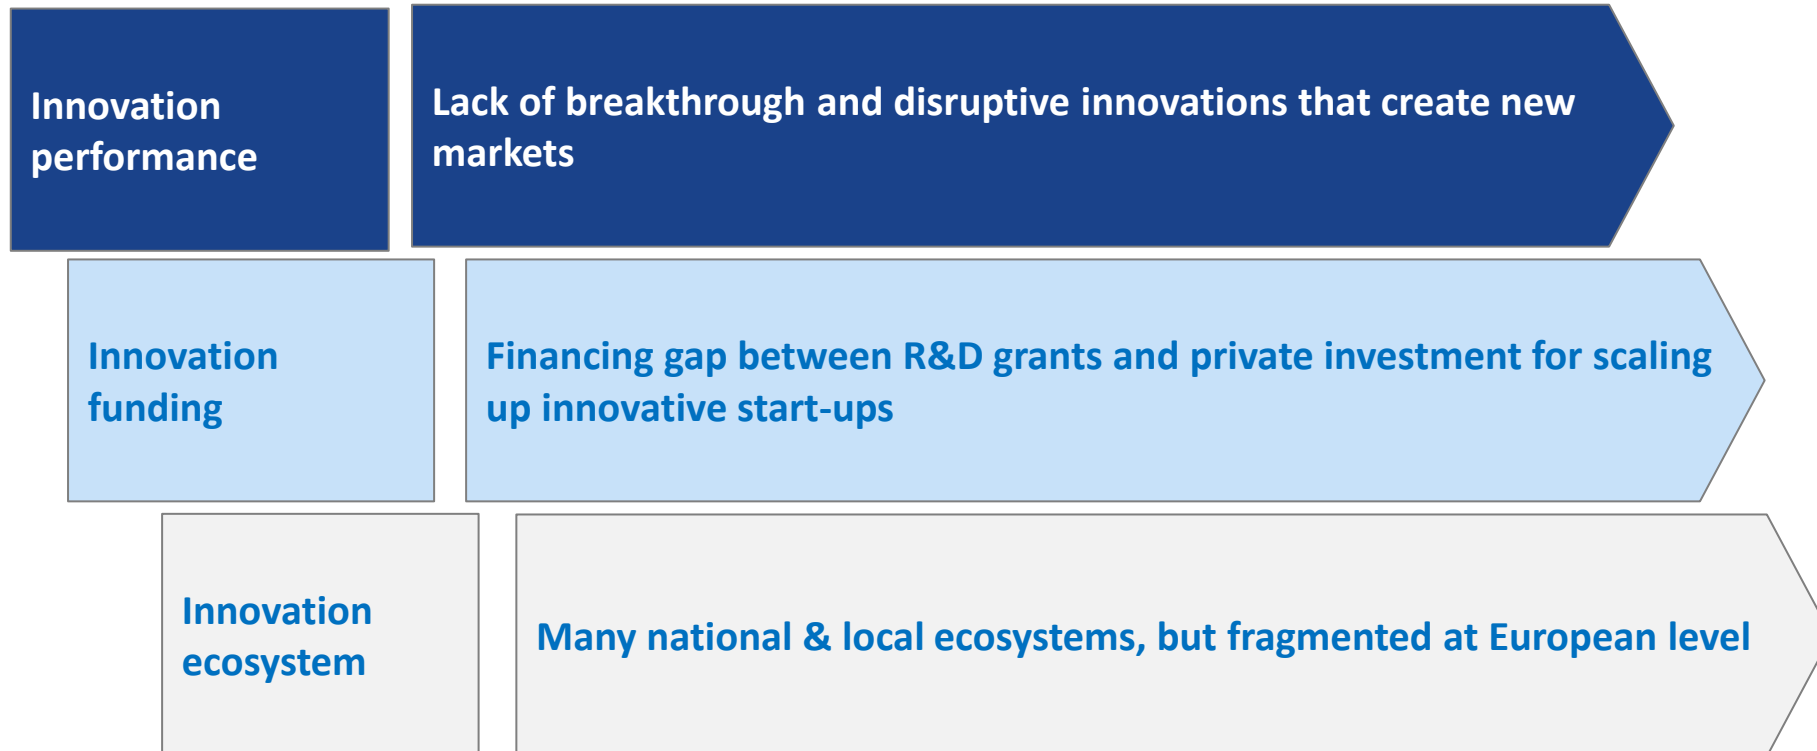 Innovation
performance
Lack of breakthrough and disruptive innovations that create new
markets
Innovation
funding
Financing gap between R&D grants and private investment for scaling
up innovative start-ups
Innovation
ecosystem
Many national & local ecosystems, but fragmented at European level